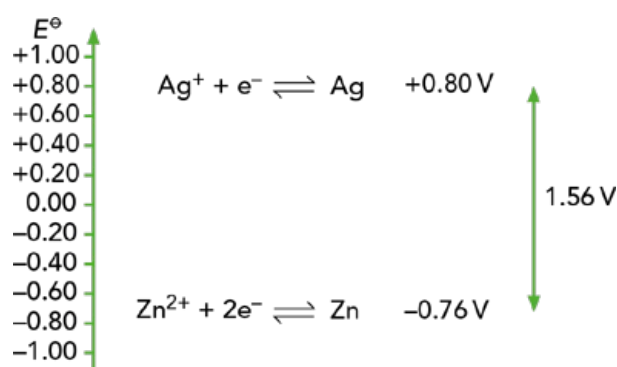 E⦵
+1.00
+0.80 Ag⁺ + e⁻ ⇌ Ag +0.80 V
+0.60
+0.40
+0.20
0.00 1.56 V
–0.20
–0.40
–0.60
–0.80 Zn²⁺ + 2e⁻ ⇌ Zn –0.76 V
–1.00